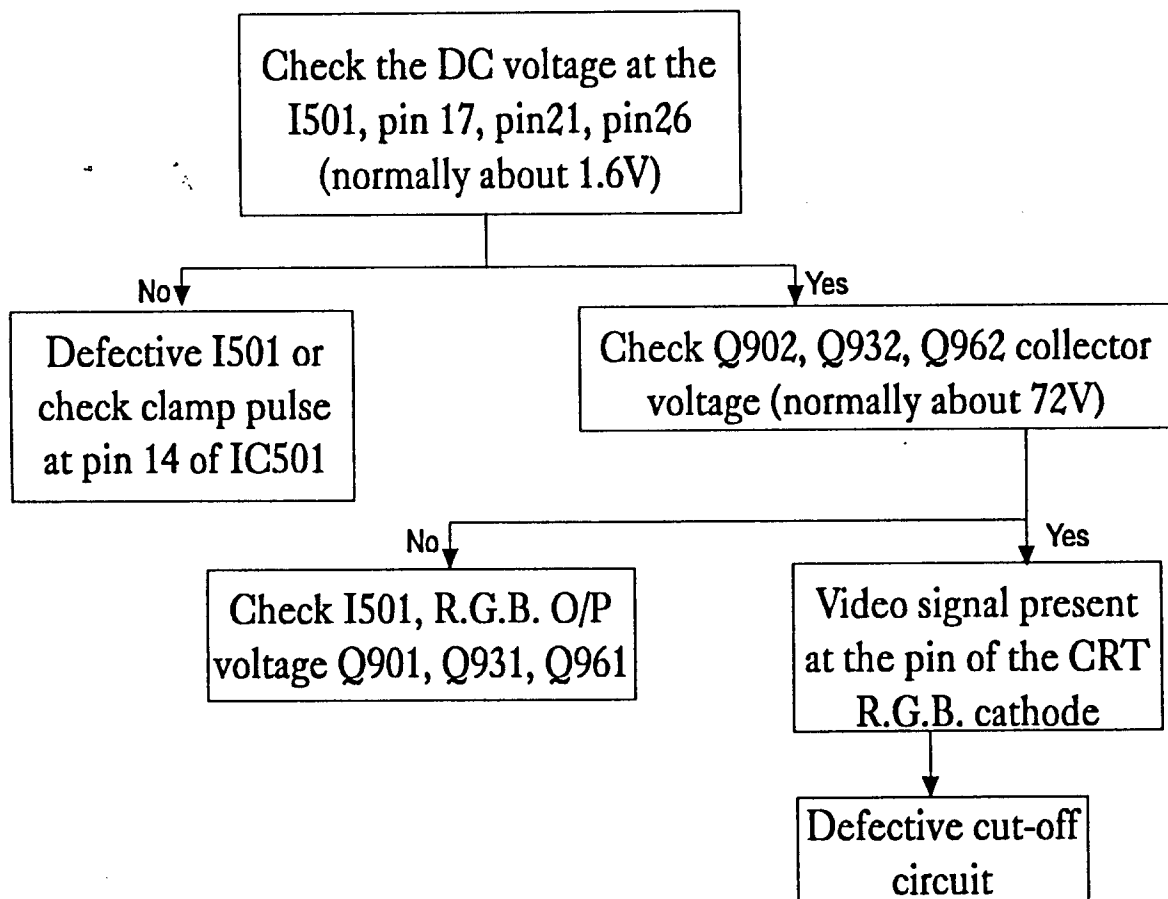 Check the DC voltage at the
I501, pin 17, pin21, pin26
(normally about 1.6V)
No
Yes
Defective I501 or
check clamp pulse
at pin 14 of IC501
Check Q902, Q932, Q962 collector
voltage (normally about 72V)
No
Yes
Check I501, R.G.B. O/P
voltage Q901, Q931, Q961
Video signal present
at the pin of the CRT
R.G.B. cathode
Defective cut-off
circuit